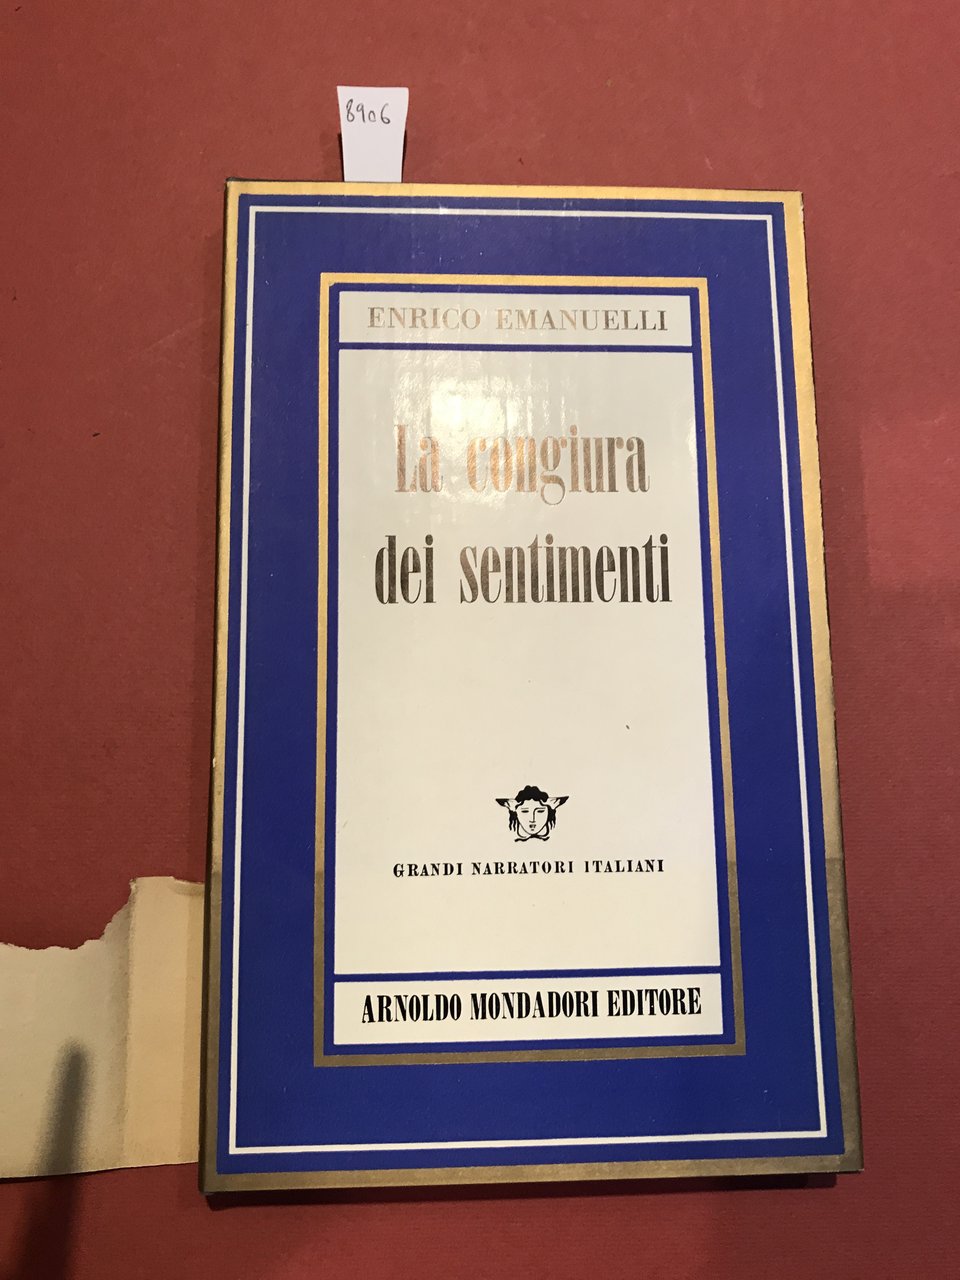 8906
ENRICO EMANUELLI
La congiura
dei sentimenti
GRANDI NARRATORI ITALIANI
ARNOLDO MONDADORI EDITORE